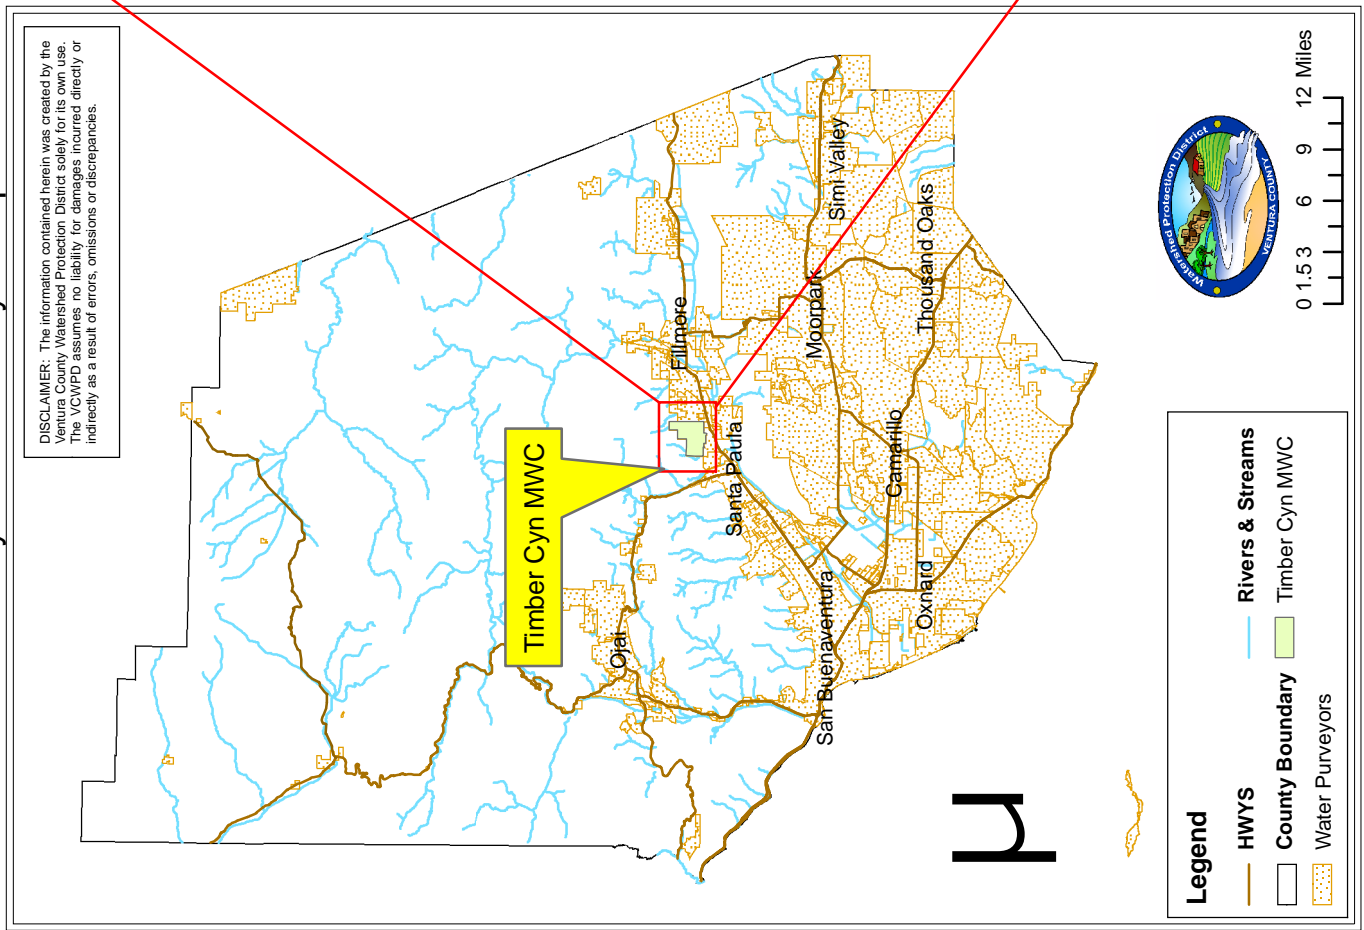 DISCLAIMER: The information contained herein was created by the
Ventura County Watershed Protection District solely for its own use.
The VCWPD assumes no liability for damages incurred directly or
indirectly as a result of errors, omissions or discrepancies.
Timber Cyn MWC
Ojai
Santa Paula
Fillmore
San Buenaventura
Oxnard
Camarillo
Moorpark
Simi Valley
Thousand Oaks
µ
Watershed Protection District
VENTURA COUNTY
0 1.5 3 6 9 12 Miles
Legend
HWYS
Rivers & Streams
County Boundary
Timber Cyn MWC
Water Purveyors